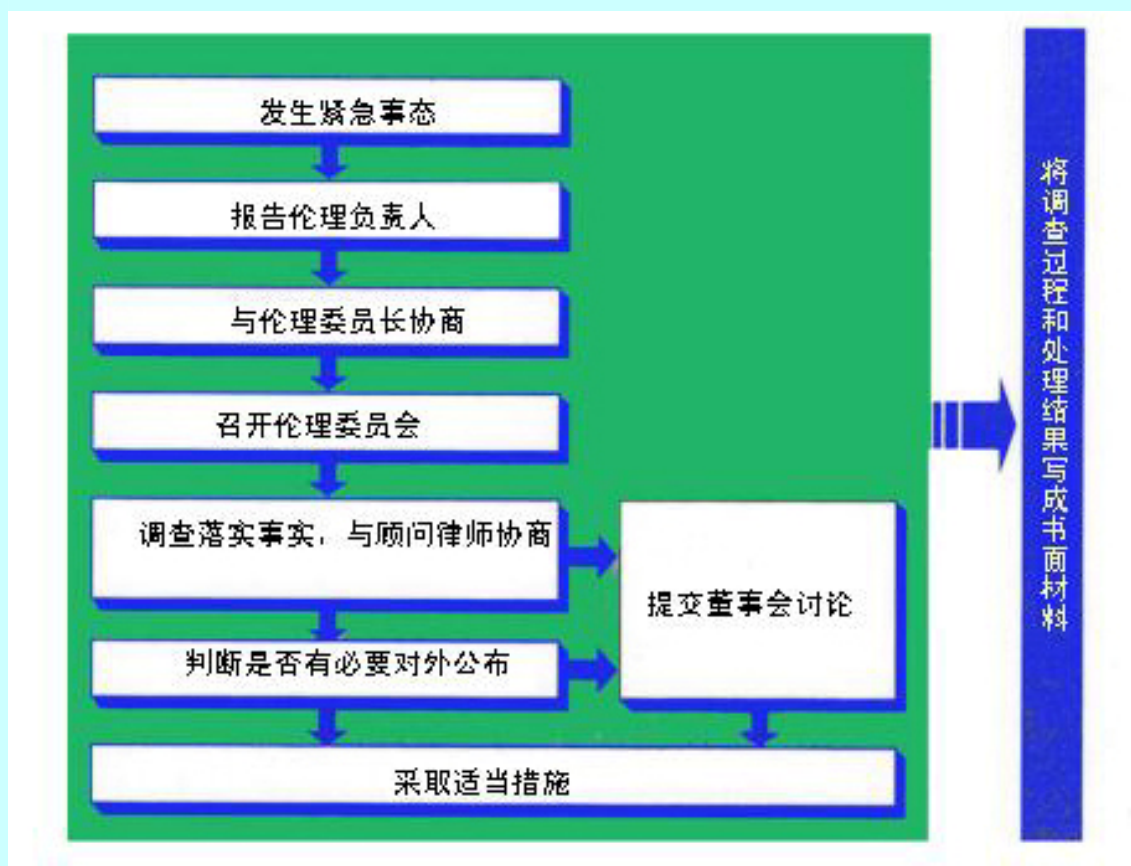 发生紧急事态
报告伦理负责人
与伦理委员长协商
召开伦理委员会
调查落实事实，与顾问律师协商
判断是否有必要对外公布
提交董事会讨论
采取适当措施
将调查过程和处理结果写成书面材料